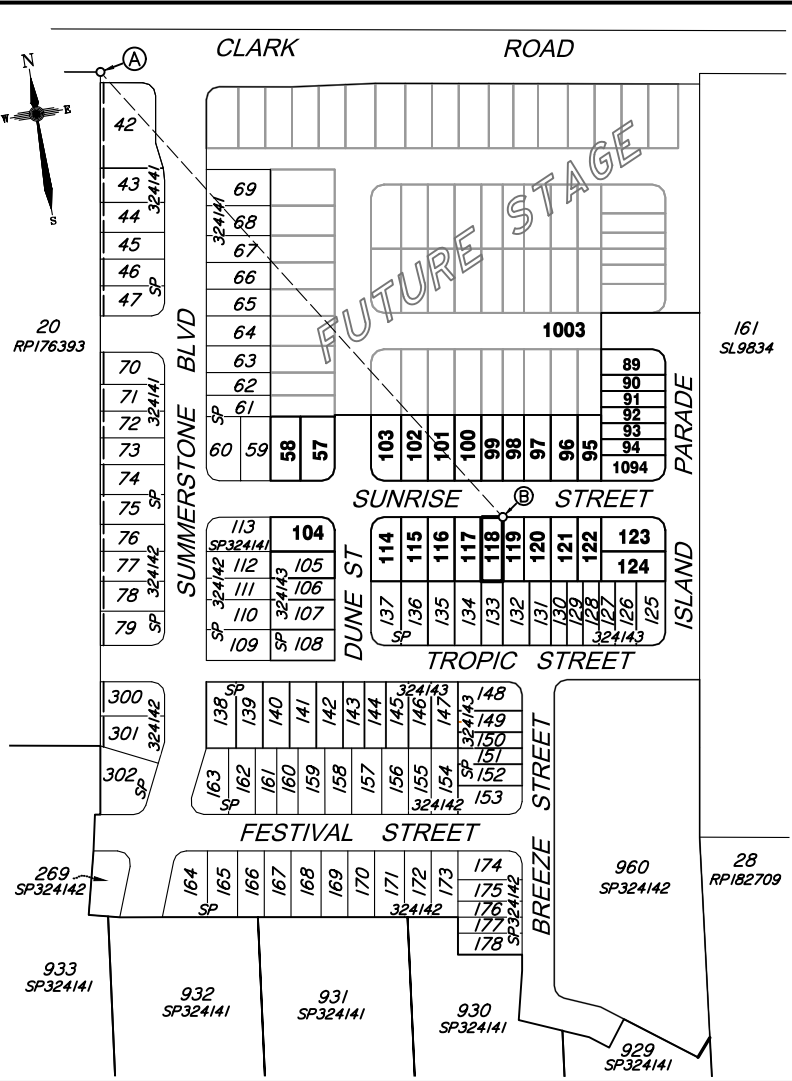 CLARK ROAD
A
N
W E
S
42
43
324141
44
45
46
SP
47
69
324141
68
67
66
65
64
63
62
61
SP
60 59 58 57
FUTURE STAGE
1003
20
RP176393
161
SL9834
SUMMERSTONE BLVD
70
71
324141
72
73
74
SP
75
76
77
324142
78
79
SP
103 102 101 100 99 98 97 96 95
89
90
91
92
93
94
1094
ISLAND PARADE
SUNRISE STREET
B
113
SP324141
112
324142
111
110
SP
109
104
105
324143
106
107
SP 108
DUNE ST
114 115 116 117 118 119 120 121 122
123
124
137 136 135 134 133 132 131 130 129 128 127 126 125
SP 324143
TROPIC STREET
300
301
324142
302
SP
SP 324143
138 139 140 141 142 143 144 145 146 147
148
324143
149
150
151
SP
152
153
163 162 161 160 159 158 157 156 155 154
SP 324142
BREEZE STREET
FESTIVAL STREET
269
SP324142
164 165 166 167 168 169 170 171 172 173
SP 324142
174
175
176
177
178
SP324142
960
SP324142
28
RP182709
933
SP324141
932
SP324141
931
SP324141
930
SP324141
929
SP324141